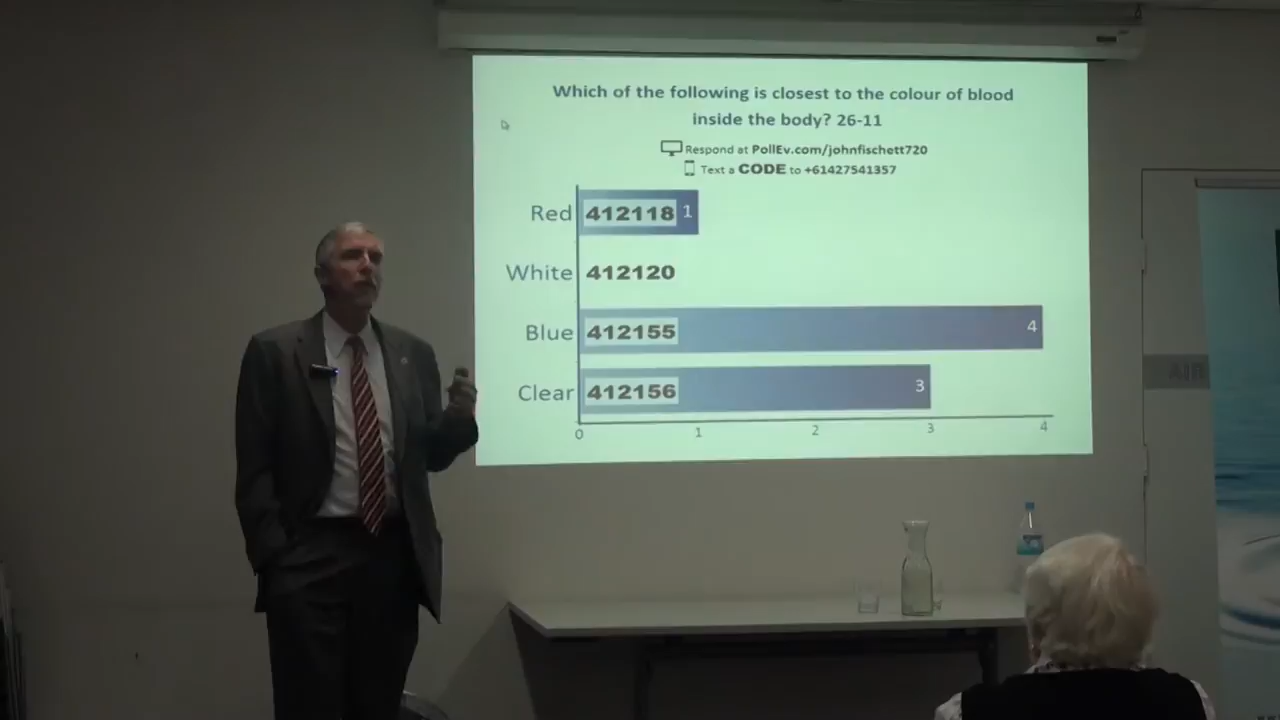 Which of the following is closest to the colour of blood
inside the body? 26-11
Respond at PollEv.com/johnfischett720
Text a CODE to +61427541357
Red 412118 1
White 412120
Blue 412155 4
Clear 412156 3
0 1 2 3 4
AIR